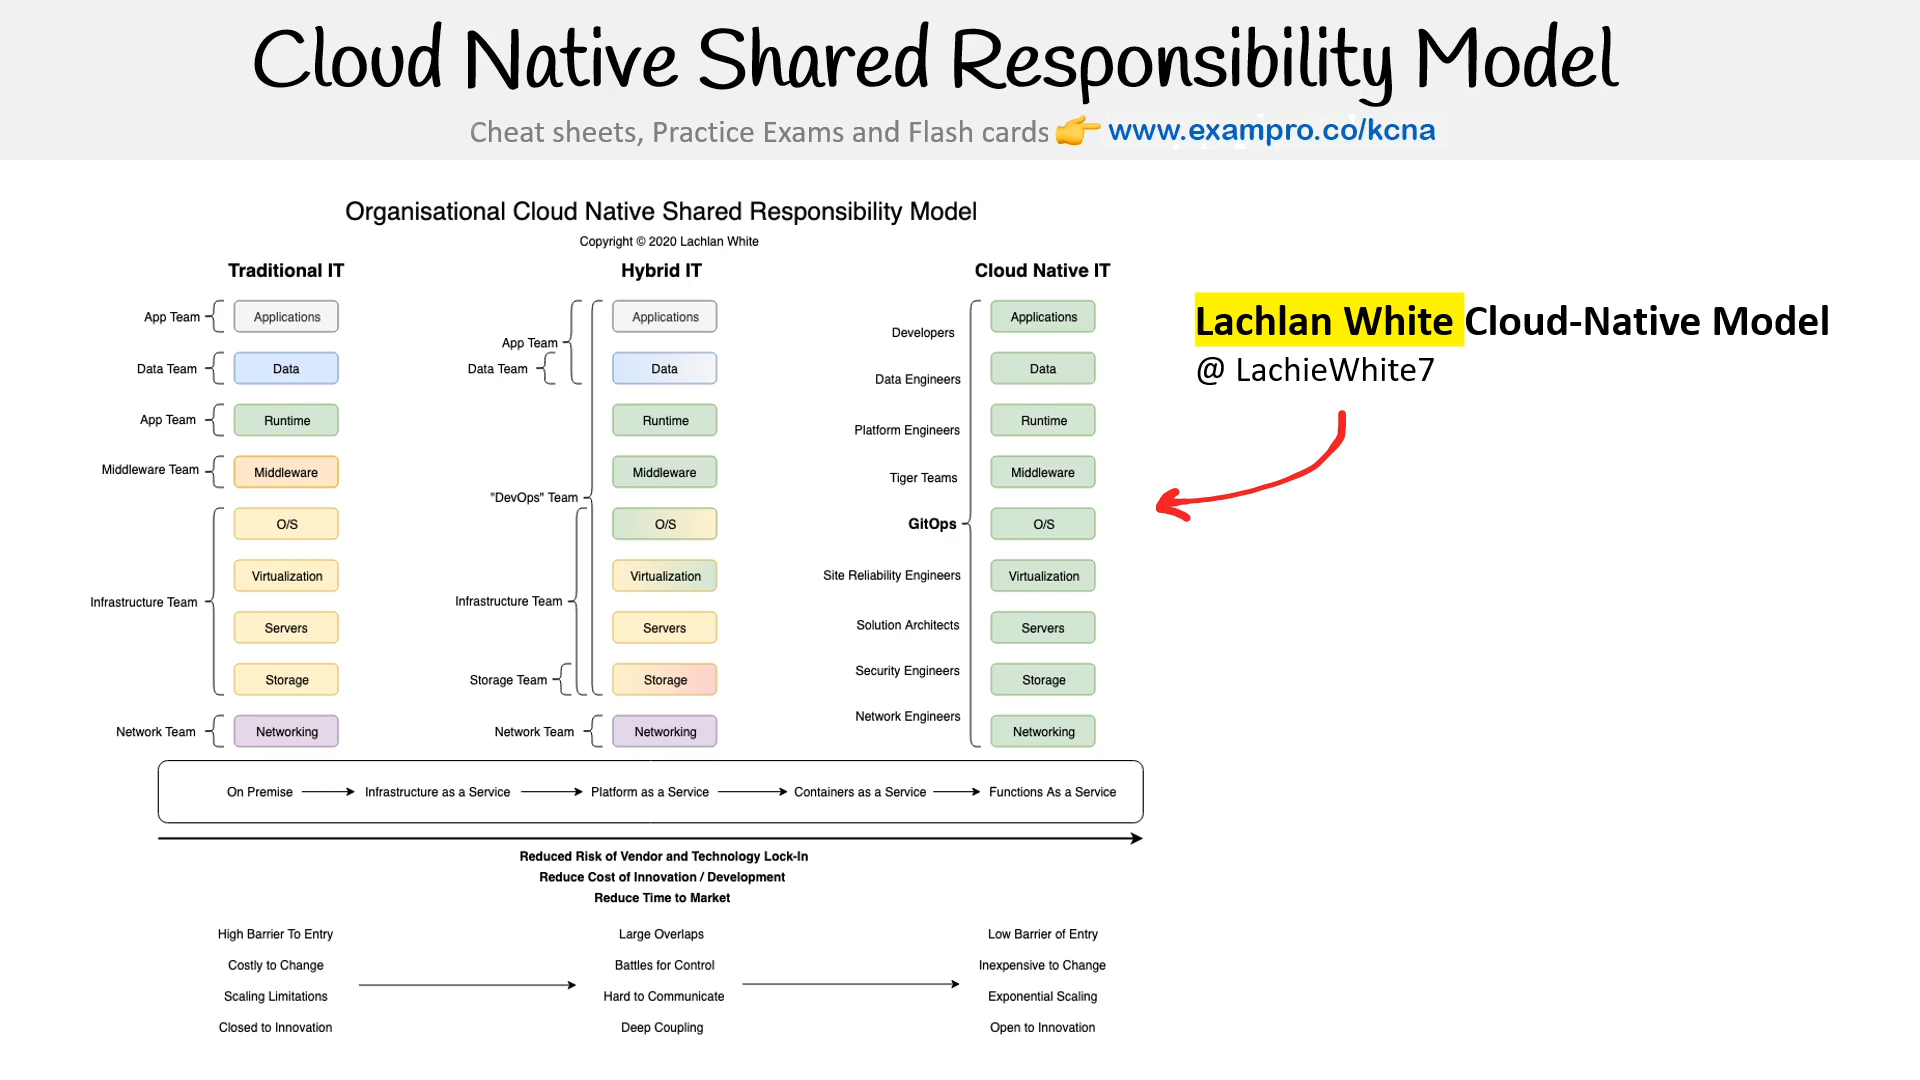 Cloud Native Shared Responsibility Model
Cheat sheets, Practice Exams and Flash cards www.exampro.co/kcna
Organisational Cloud Native Shared Responsibility Model
Copyright © 2020 Lachlan White
Traditional IT
App Team
Applications
Data Team
Data
App Team
Runtime
Middleware Team
Middleware
O/S
Virtualization
Infrastructure Team
Servers
Storage
Network Team
Networking
Hybrid IT
Applications
App Team
Data Team
Data
Runtime
Middleware
"DevOps" Team
O/S
Virtualization
Infrastructure Team
Servers
Storage Team
Storage
Network Team
Networking
Cloud Native IT
Applications
Developers
Data
Data Engineers
Runtime
Platform Engineers
Middleware
Tiger Teams
GitOps
O/S
Site Reliability Engineers
Virtualization
Solution Architects
Servers
Security Engineers
Storage
Network Engineers
Networking
Lachlan White Cloud-Native Model
@ LachieWhite7
On Premise
Infrastructure as a Service
Platform as a Service
Containers as a Service
Functions As a Service
Reduced Risk of Vendor and Technology Lock-In
Reduce Cost of Innovation / Development
Reduce Time to Market
High Barrier To Entry
Costly to Change
Scaling Limitations
Closed to Innovation
Large Overlaps
Battles for Control
Hard to Communicate
Deep Coupling
Low Barrier of Entry
Inexpensive to Change
Exponential Scaling
Open to Innovation